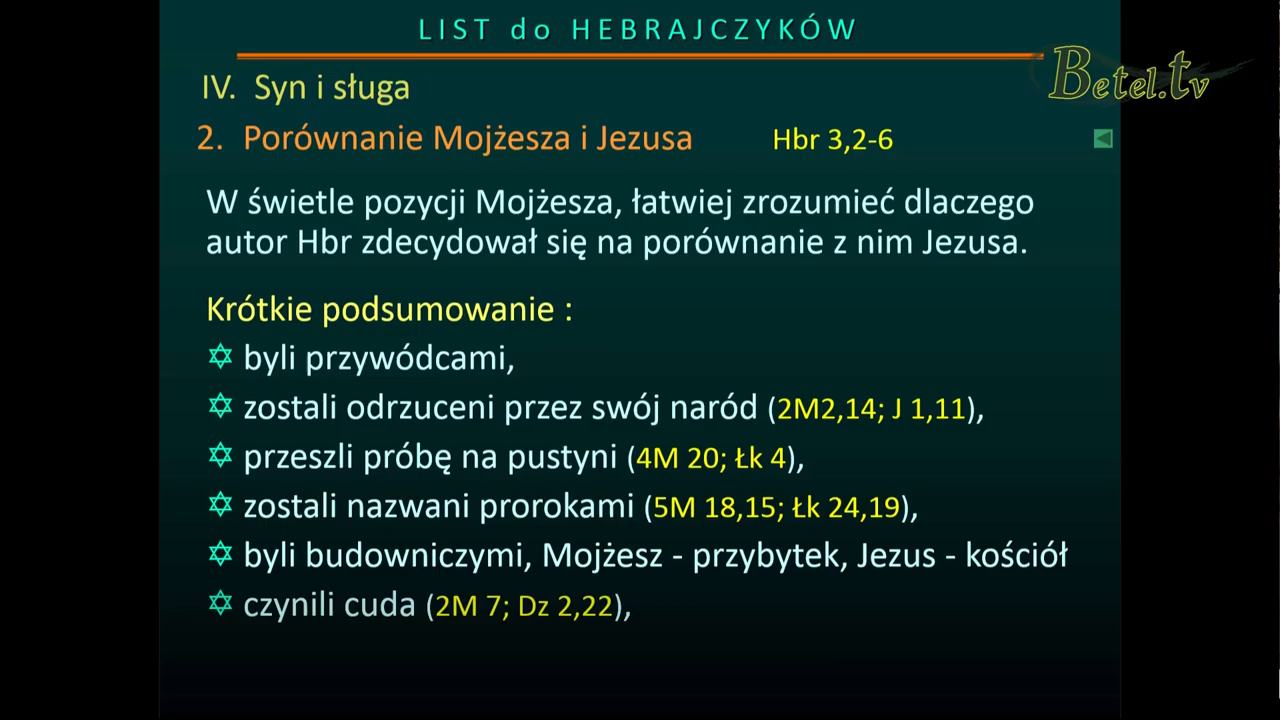 LIST do HEBRAJCZYKÓW
Betel.tv
IV. Syn i sługa
2. Porównanie Mojżesza i Jezusa Hbr 3,2-6
W świetle pozycji Mojżesza, łatwiej zrozumieć dlaczego
autor Hbr zdecydował się na porównanie z nim Jezusa.
Krótkie podsumowanie :
✡ byli przywódcami,
✡ zostali odrzuceni przez swój naród (2M2,14; J 1,11),
✡ przeszli próbę na pustyni (4M 20; Łk 4),
✡ zostali nazwani prorokami (5M 18,15; Łk 24,19),
✡ byli budowniczymi, Mojżesz - przybytek, Jezus - kościół
✡ czynili cuda (2M 7; Dz 2,22),